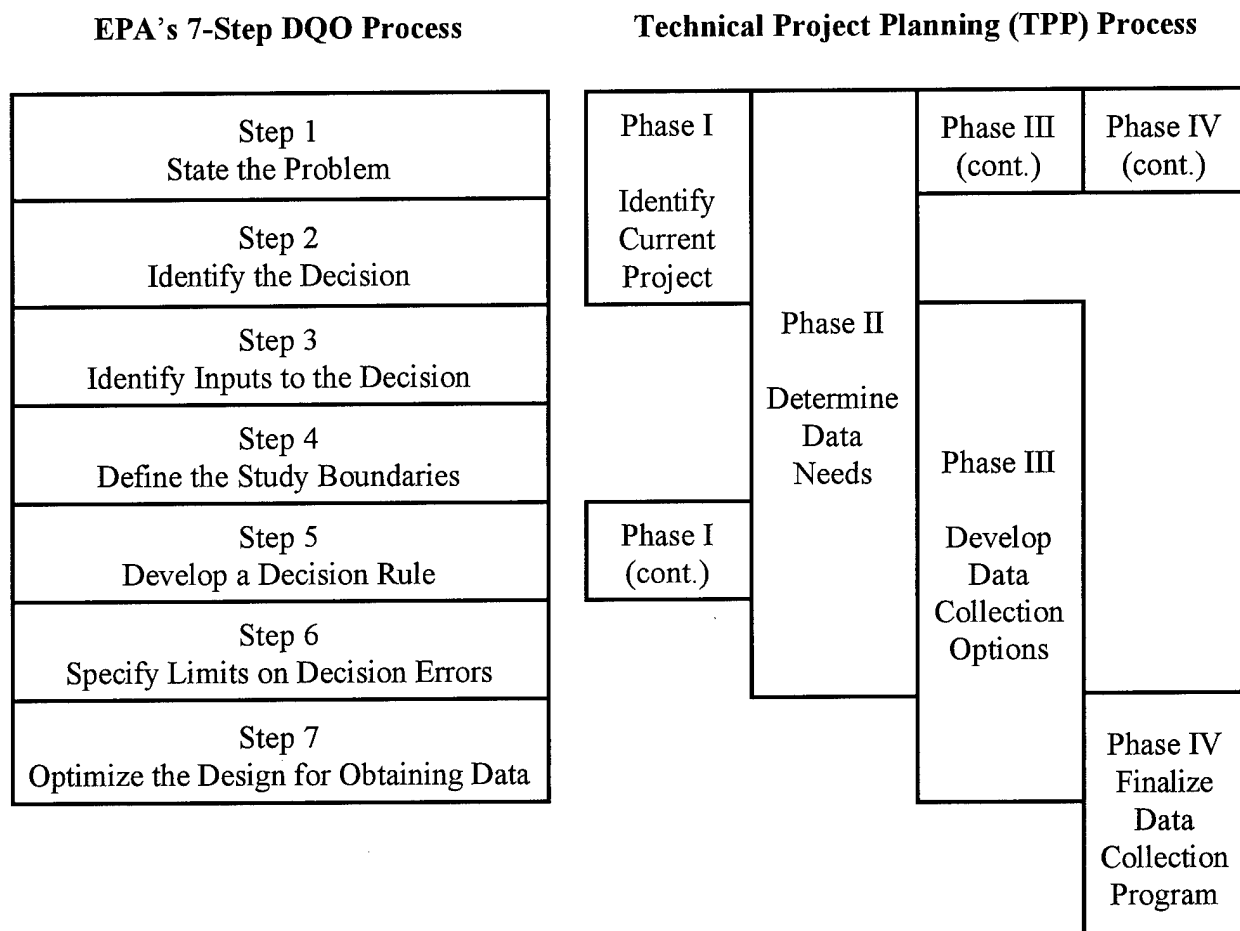 EPA's 7-Step DQO Process
Step 1
State the Problem
Step 2
Identify the Decision
Step 3
Identify Inputs to the Decision
Step 4
Define the Study Boundaries
Step 5
Develop a Decision Rule
Step 6
Specify Limits on Decision Errors
Step 7
Optimize the Design for Obtaining Data
Technical Project Planning (TPP) Process
Phase I
Identify
Current
Project
Phase I
(cont.)
Phase II
Determine
Data
Needs
Phase III
(cont.)
Phase III
Develop
Data
Collection
Options
Phase IV
(cont.)
Phase IV
Finalize
Data
Collection
Program